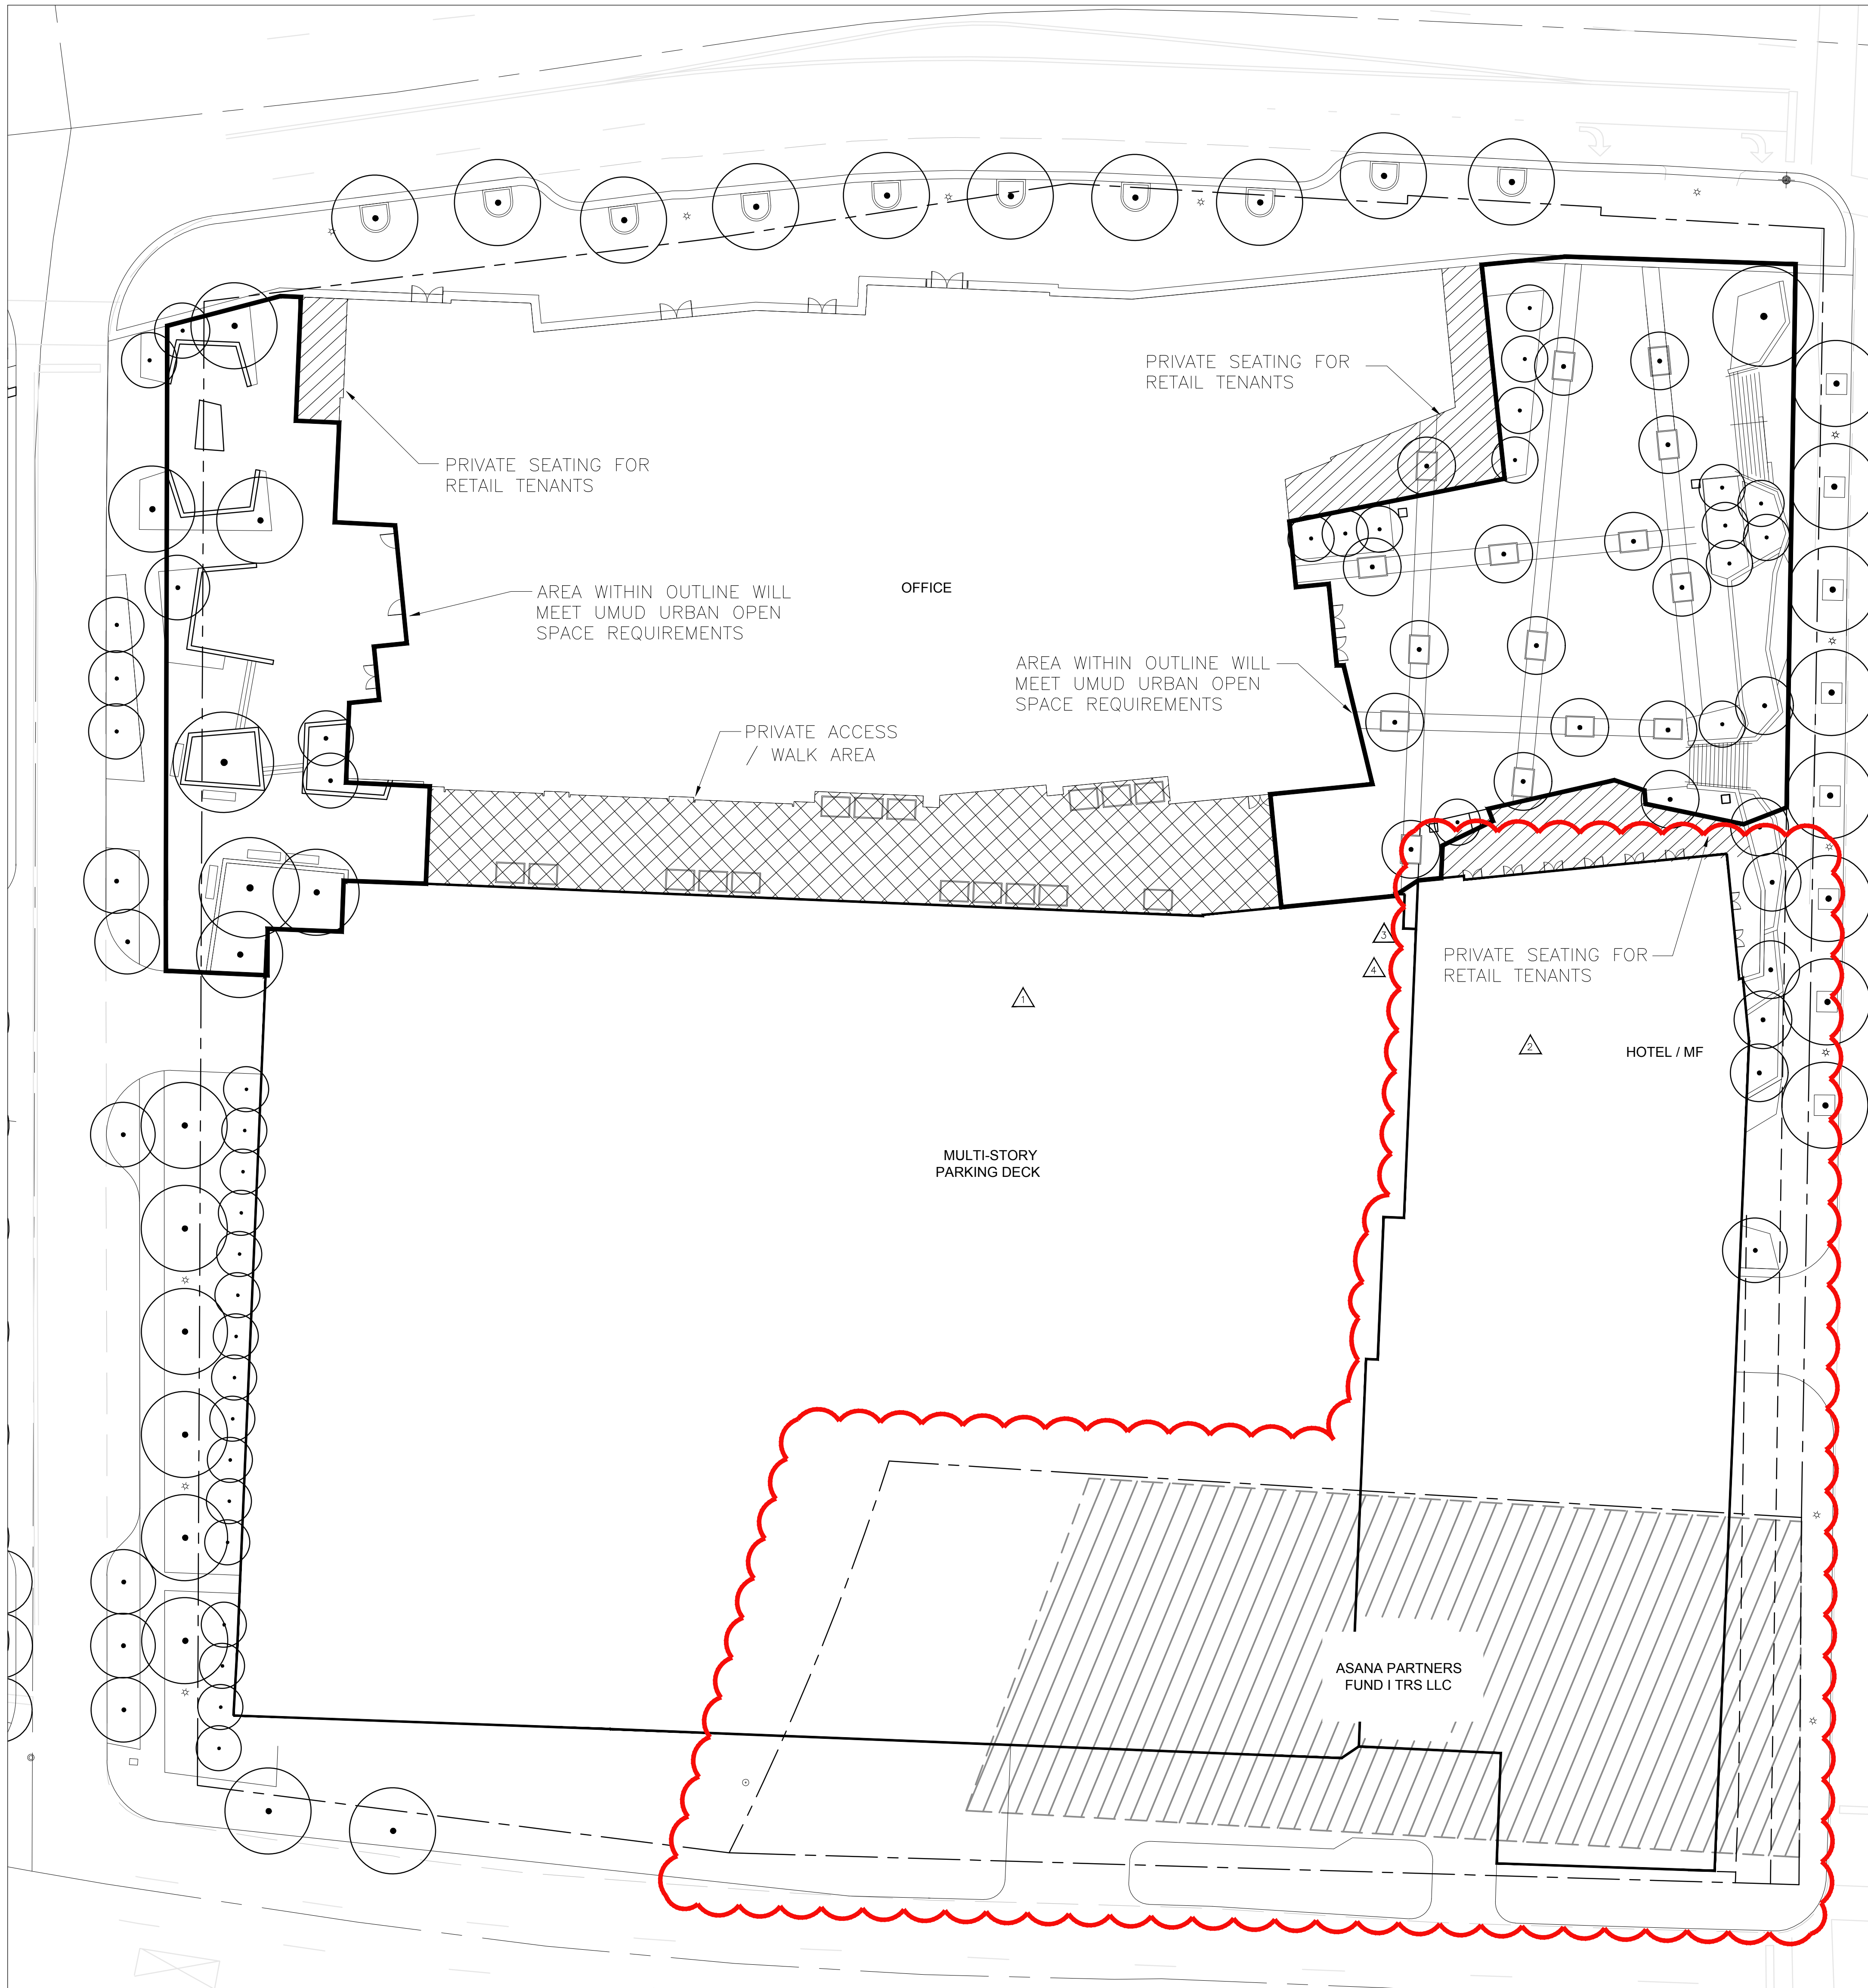 PRIVATE SEATING FOR
RETAIL TENANTS
PRIVATE SEATING FOR
RETAIL TENANTS
AREA WITHIN OUTLINE WILL
MEET UMUD URBAN OPEN
SPACE REQUIREMENTS
OFFICE
AREA WITHIN OUTLINE WILL
MEET UMUD URBAN OPEN
SPACE REQUIREMENTS
PRIVATE ACCESS
/ WALK AREA
3
4
1
PRIVATE SEATING FOR
RETAIL TENANTS
2
HOTEL / MF
MULTI-STORY
PARKING DECK
ASANA PARTNERS
FUND I TRS LLC